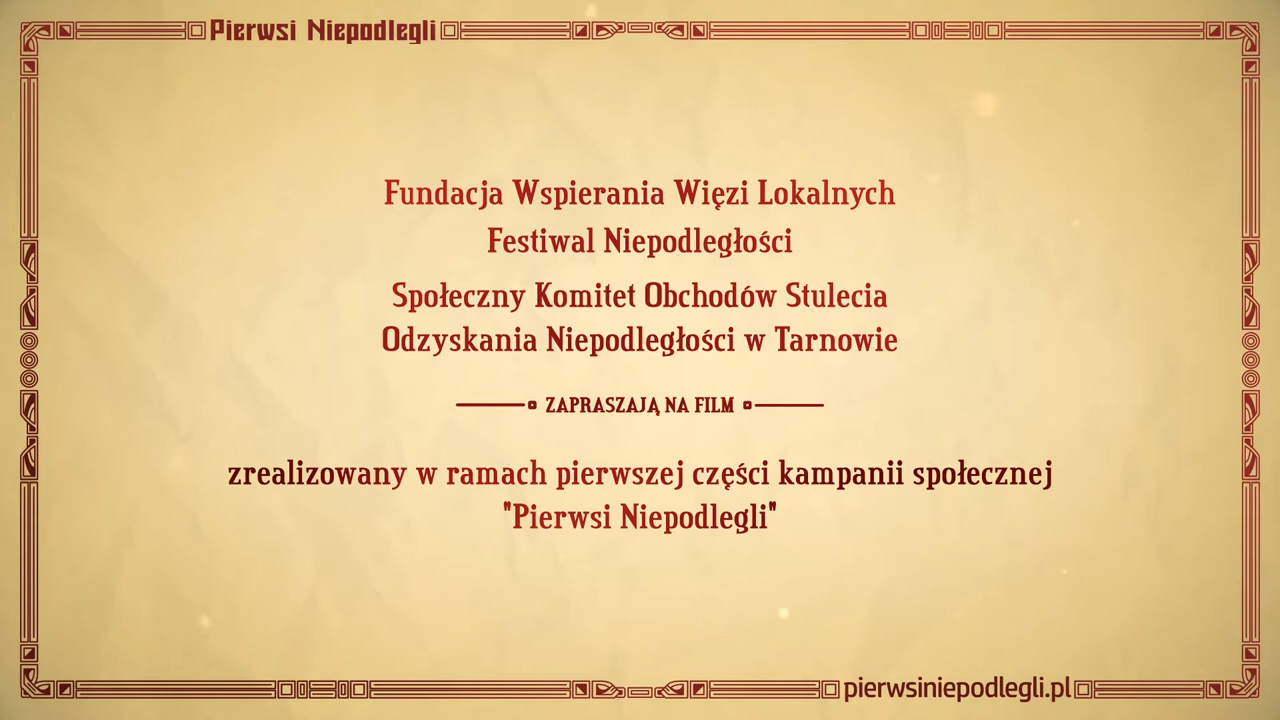 Pierwsi Niepodlegli
Fundacja Wspierania Więzi Lokalnych
Festiwal Niepodległości
Społeczny Komitet Obchodów Stulecia
Odzyskania Niepodległości w Tarnowie
ZAPRASZAJĄ NA FILM
zrealizowany w ramach pierwszej części kampanii społecznej
"Pierwsi Niepodlegli"
pierwsiniepodlegli.pl